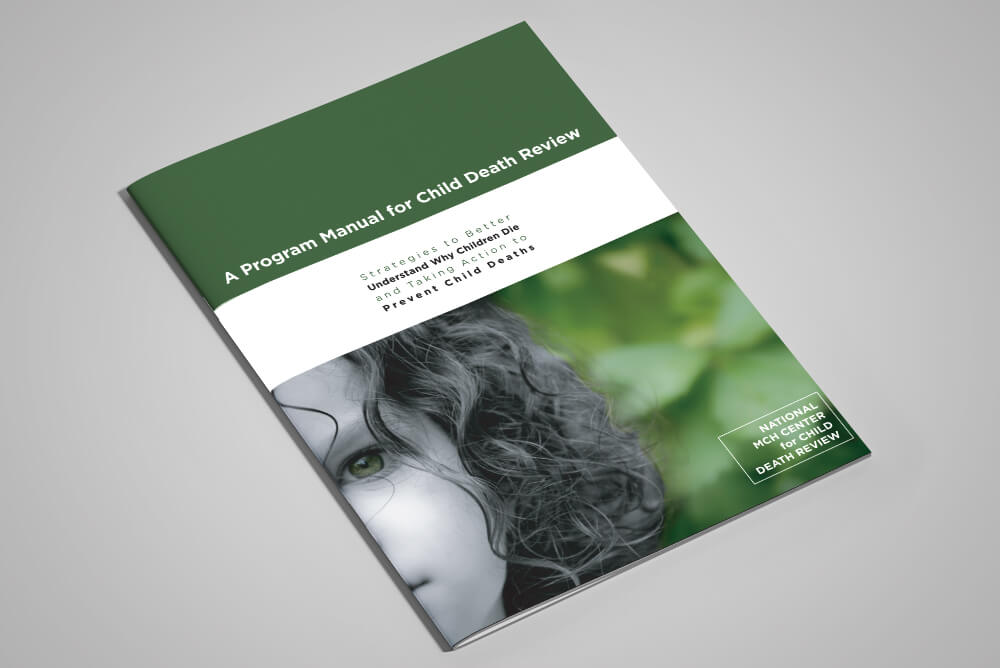 A Program Manual for Child Death Review
Strategies to Better
Understand Why Children Die
and Taking Action to
Prevent Child Deaths
NATIONAL
MCH CENTER
for CHILD
DEATH REVIEW